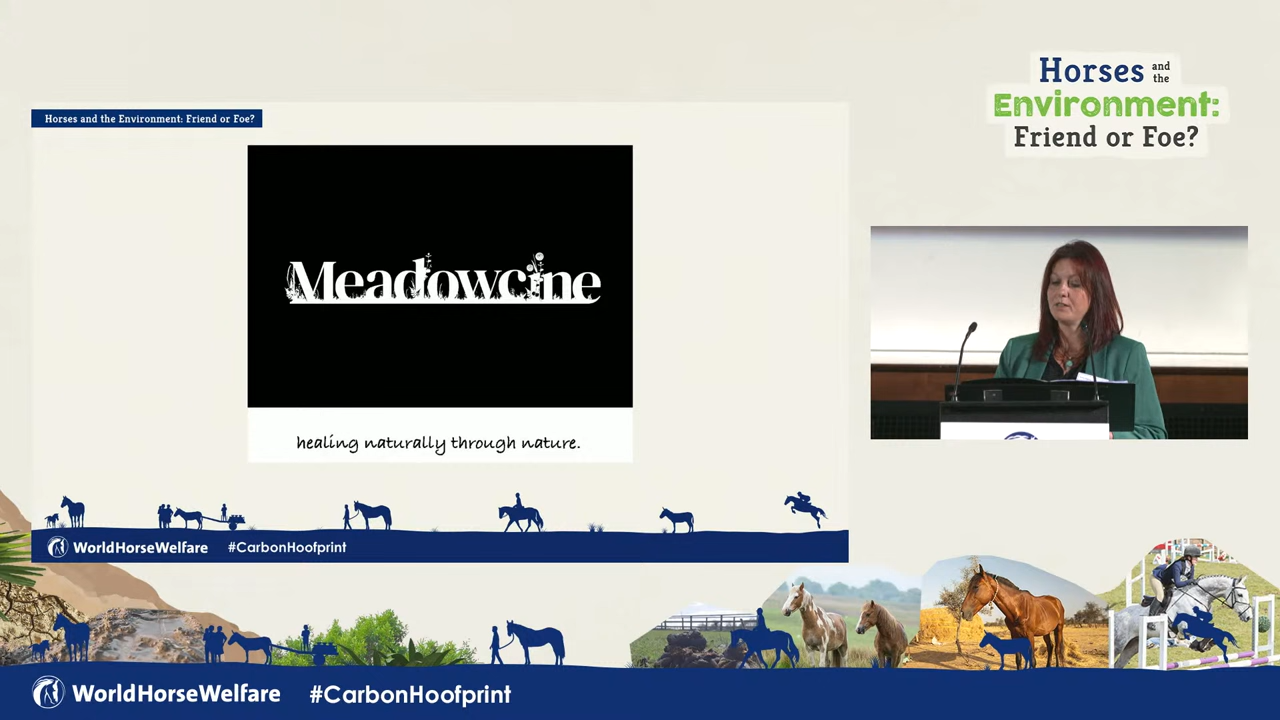 Horses and the
Environment:
Friend or Foe?
Horses and the Environment: Friend or Foe?
Meadowcine
healing naturally through nature.
WorldHorseWelfare #CarbonHoofprint
WorldHorseWelfare #CarbonHoofprint